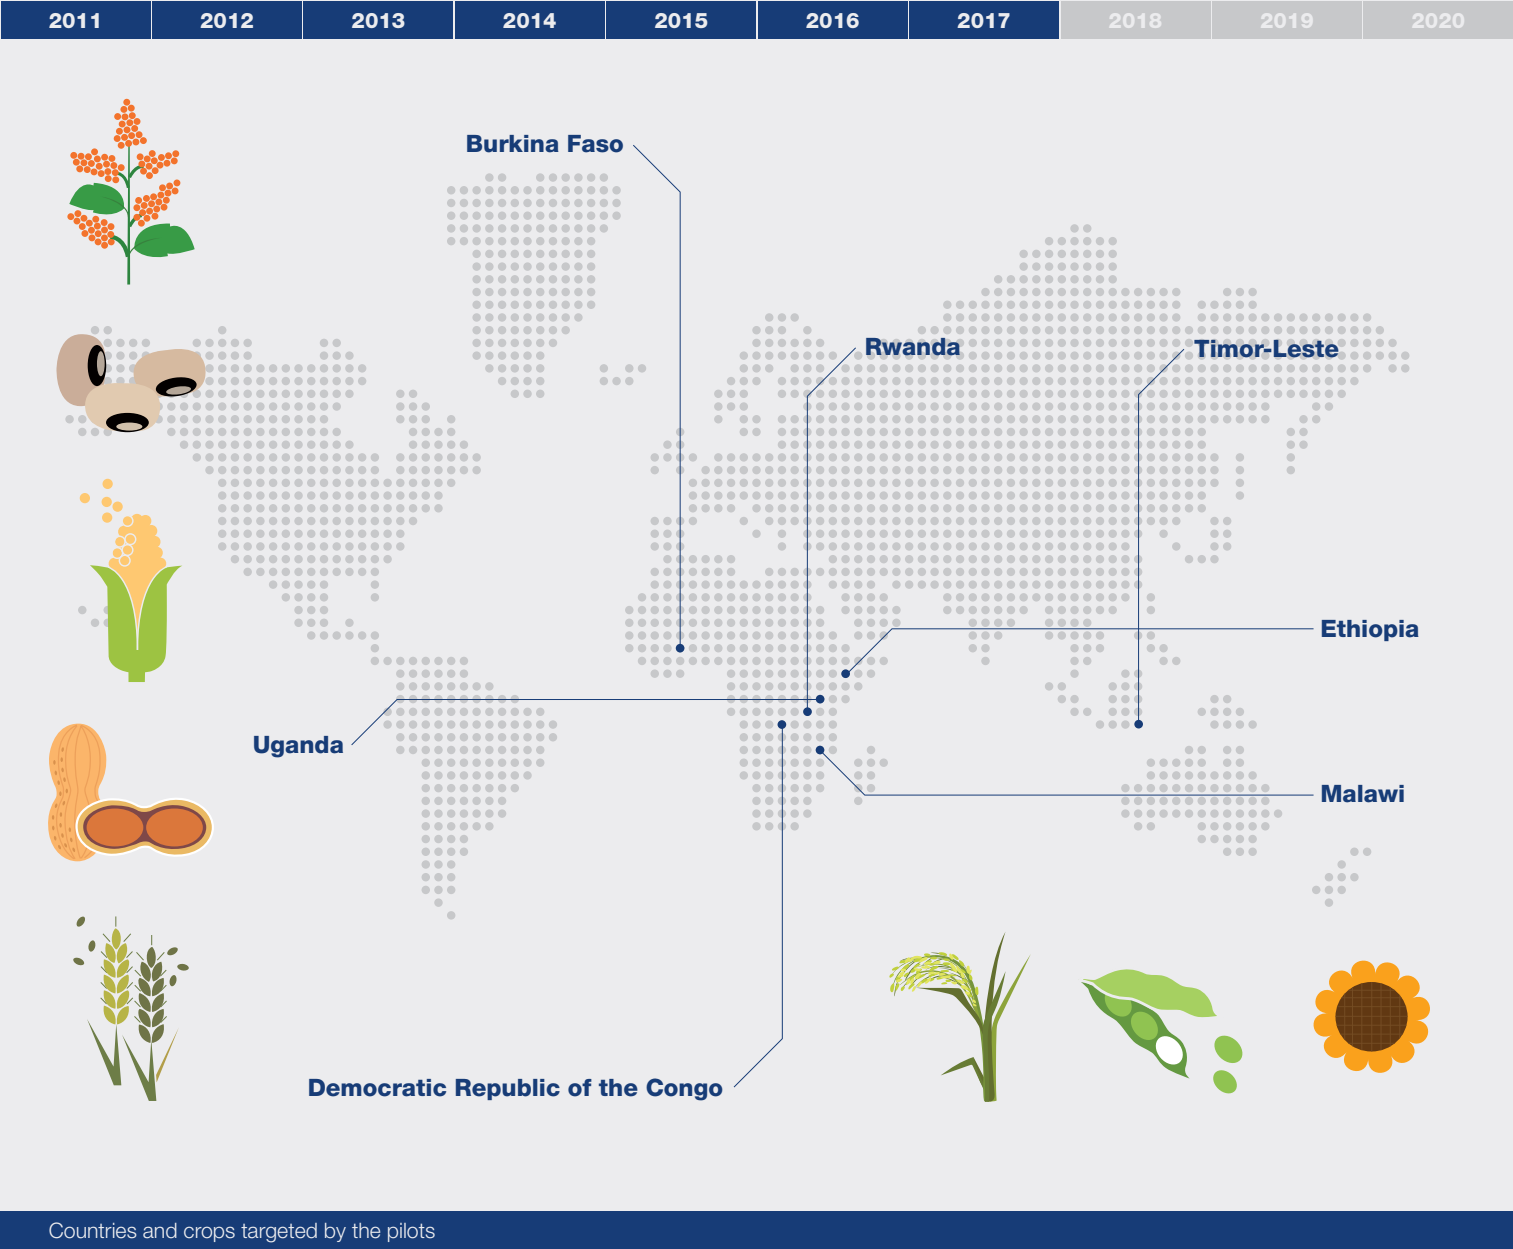 2011 2012 2013 2014 2015 2016 2017 2018 2019 2020
Burkina Faso
Rwanda
Timor-Leste
Ethiopia
Uganda
Malawi
Democratic Republic of the Congo
Countries and crops targeted by the pilots